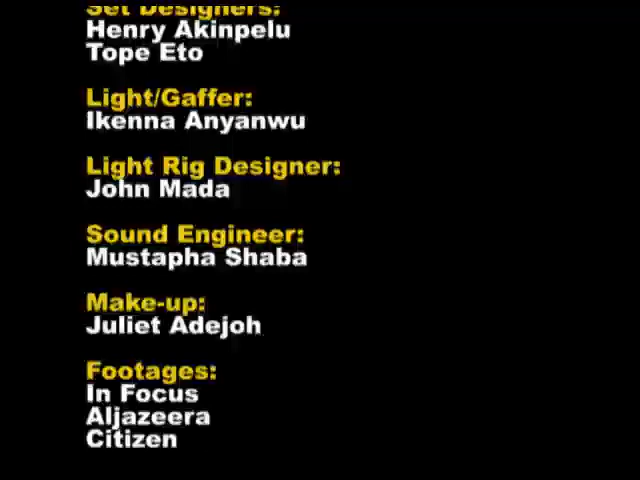 Set Designers:
Henry Akinpelu
Tope Eto
Light/Gaffer:
Ikenna Anyanwu
Light Rig Designer:
John Mada
Sound Engineer:
Mustapha Shaba
Make-up:
Juliet Adejoh
Footages:
In Focus
Aljazeera
Citizen